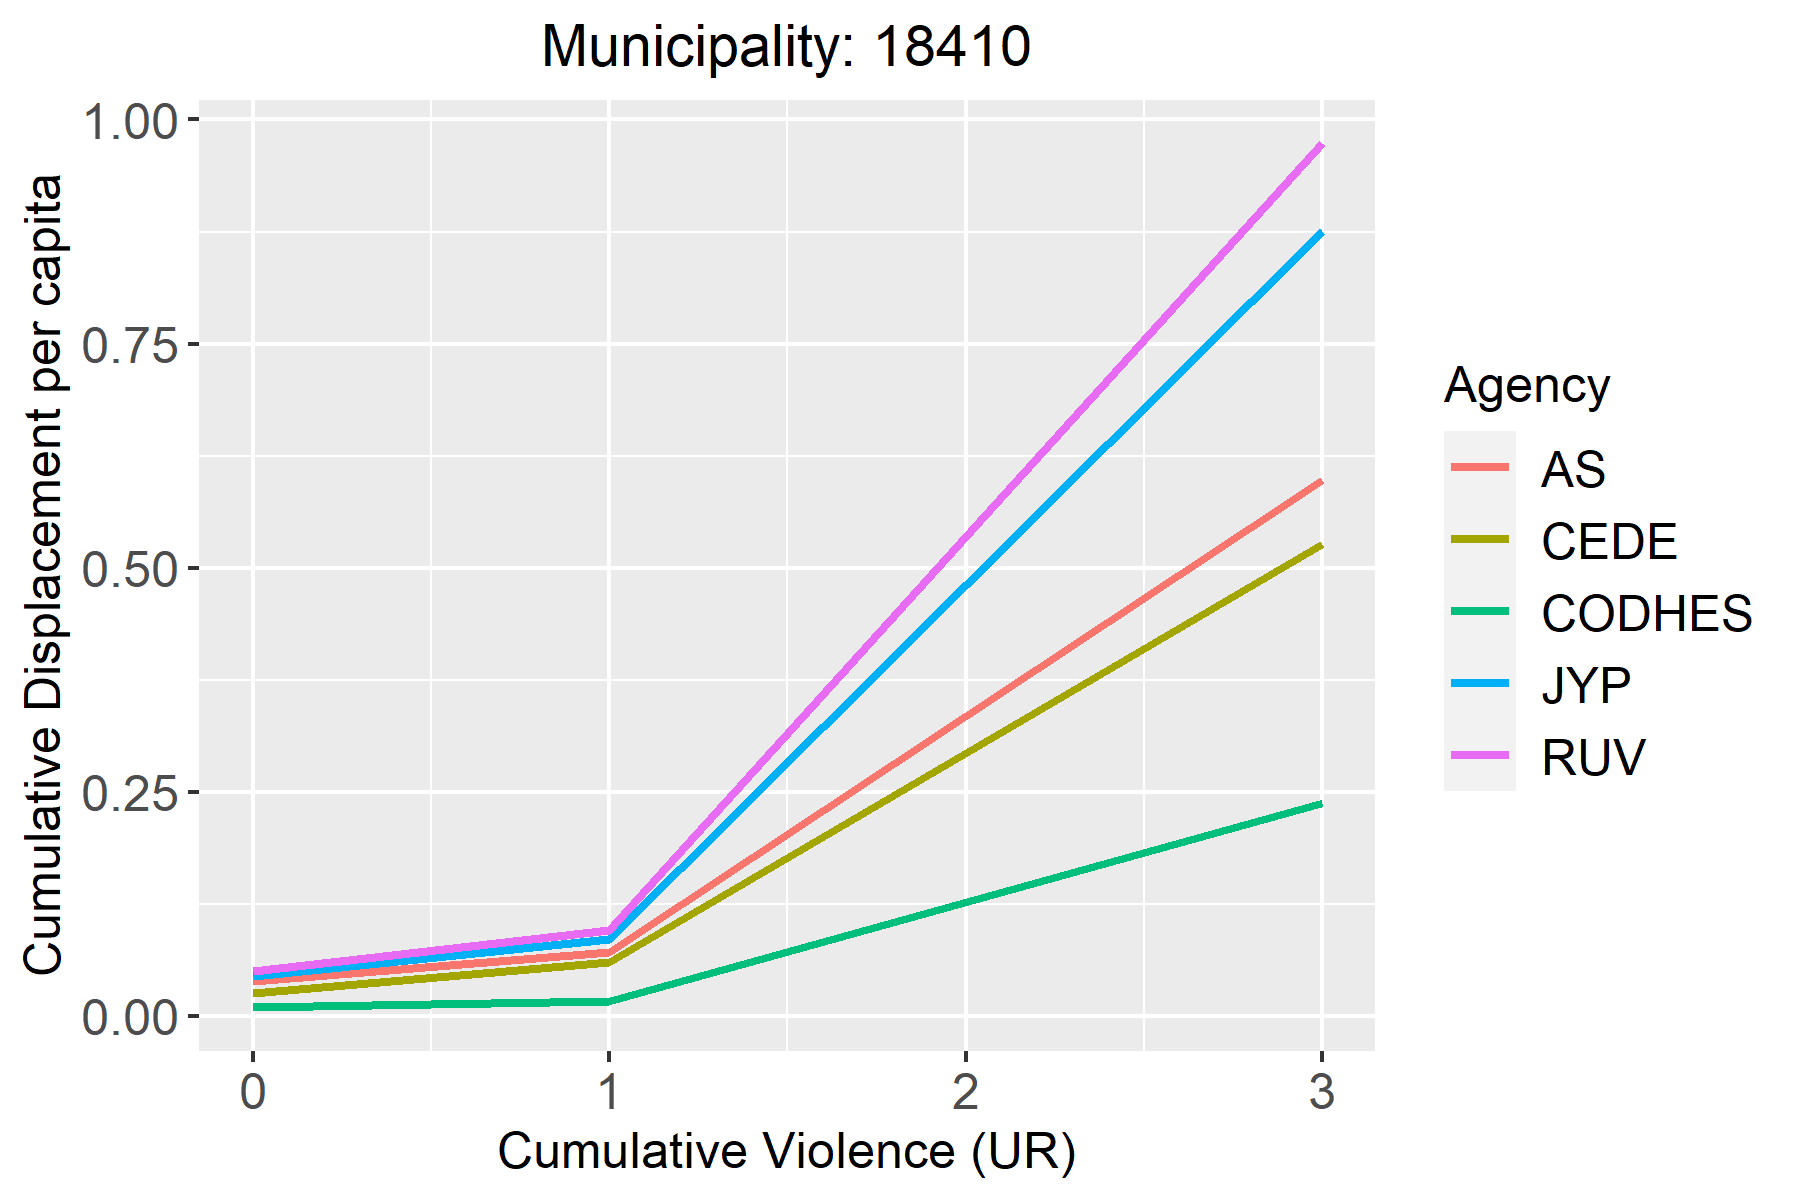 Municipality: 18410
Cumulative Displacement per capita
1.00
0.75
0.50
0.25
0.00
0 1 2 3
Cumulative Violence (UR)
Agency
AS
CEDE
CODHES
JYP
RUV